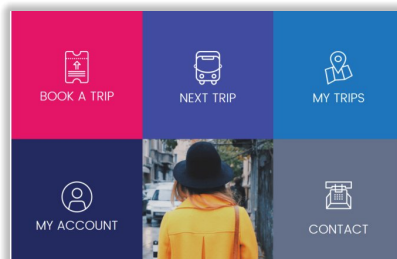 BOOK A TRIP
NEXT TRIP
MY TRIPS
MY ACCOUNT
CONTACT